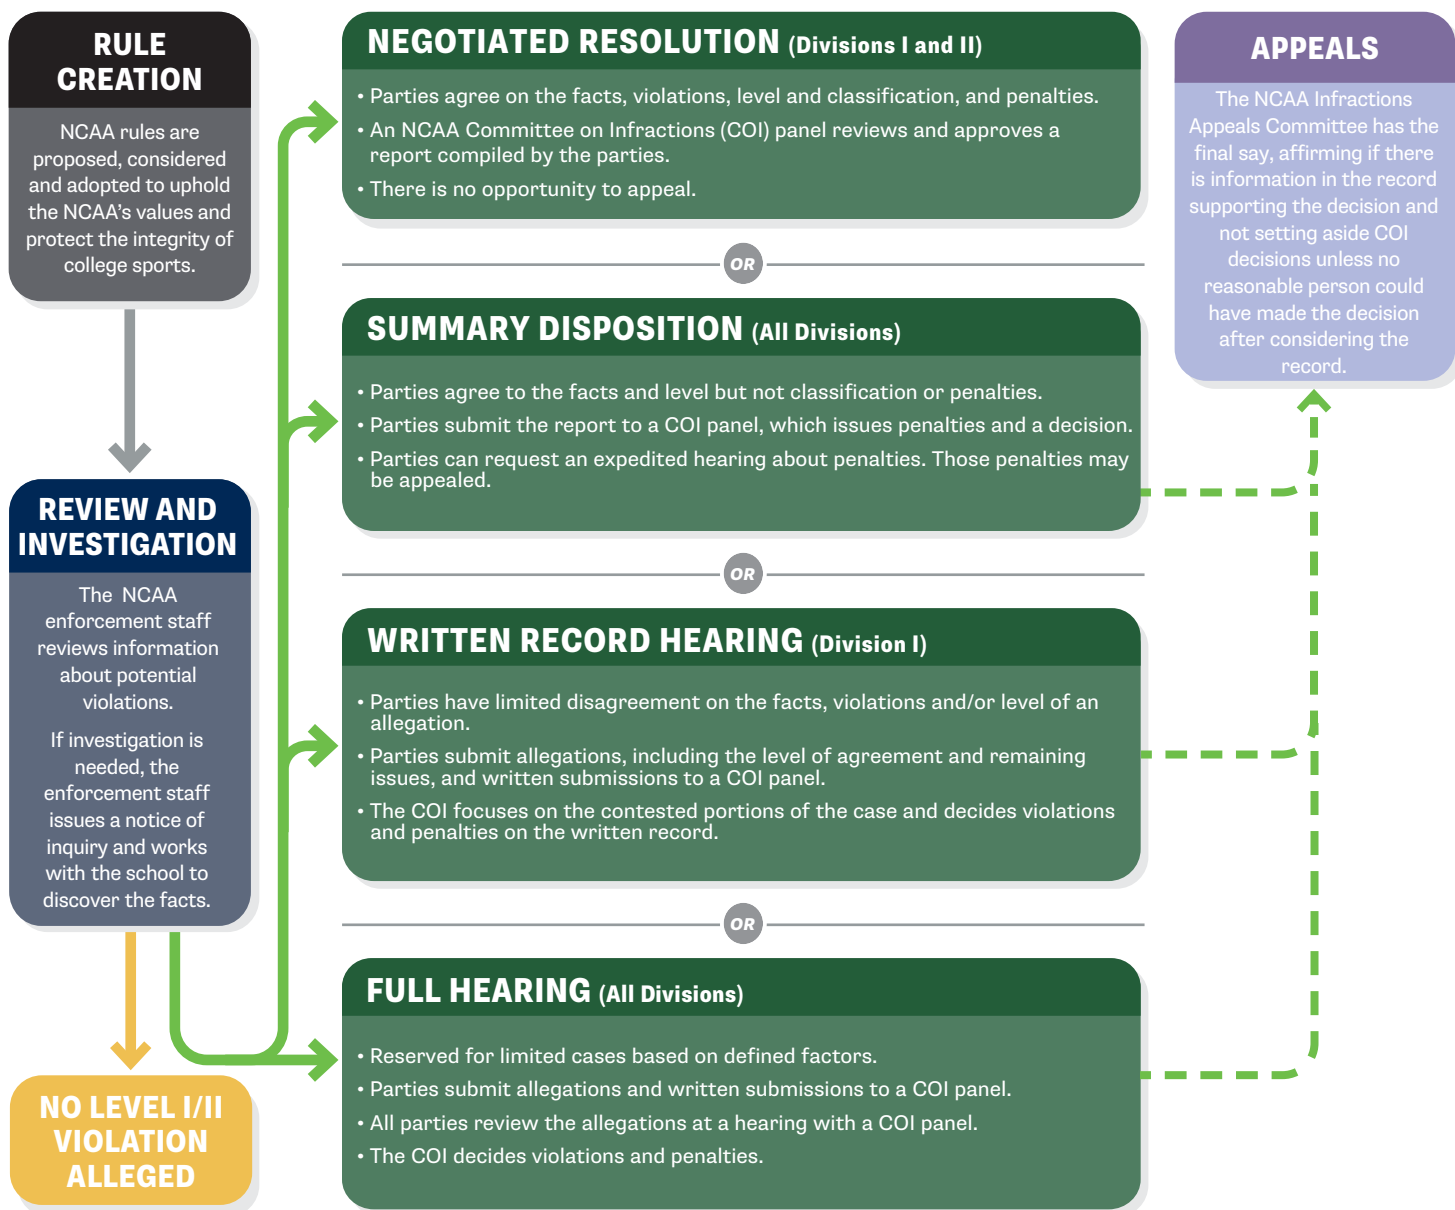 RULE
CREATION
NCAA rules are
proposed, considered
and adopted to uphold
the NCAA's values and
protect the integrity of
college sports.
REVIEW AND
INVESTIGATION
The NCAA
enforcement staff
reviews information
about potential
violations.
If investigation is
needed, the
enforcement staff
issues a notice of
inquiry and works
with the school to
discover the facts.
NO LEVEL I/II
VIOLATION
ALLEGED
NEGOTIATED RESOLUTION (Divisions I and II)
• Parties agree on the facts, violations, level and classification, and penalties.
• An NCAA Committee on Infractions (COI) panel reviews and approves a
report compiled by the parties.
• There is no opportunity to appeal.
OR
SUMMARY DISPOSITION (All Divisions)
• Parties agree to the facts and level but not classification or penalties.
• Parties submit the report to a COI panel, which issues penalties and a decision.
• Parties can request an expedited hearing about penalties. Those penalties may
be appealed.
OR
WRITTEN RECORD HEARING (Division I)
• Parties have limited disagreement on the facts, violations and/or level of an
allegation.
• Parties submit allegations, including the level of agreement and remaining
issues, and written submissions to a COI panel.
• The COI focuses on the contested portions of the case and decides violations
and penalties on the written record.
OR
FULL HEARING (All Divisions)
• Reserved for limited cases based on defined factors.
• Parties submit allegations and written submissions to a COI panel.
• All parties review the allegations at a hearing with a COI panel.
• The COI decides violations and penalties.
APPEALS
The NCAA Infractions
Appeals Committee has the
final say, affirming if there
is information in the record
supporting the decision and
not setting aside COI
decisions unless no
reasonable person could
have made the decision
after considering the
record.